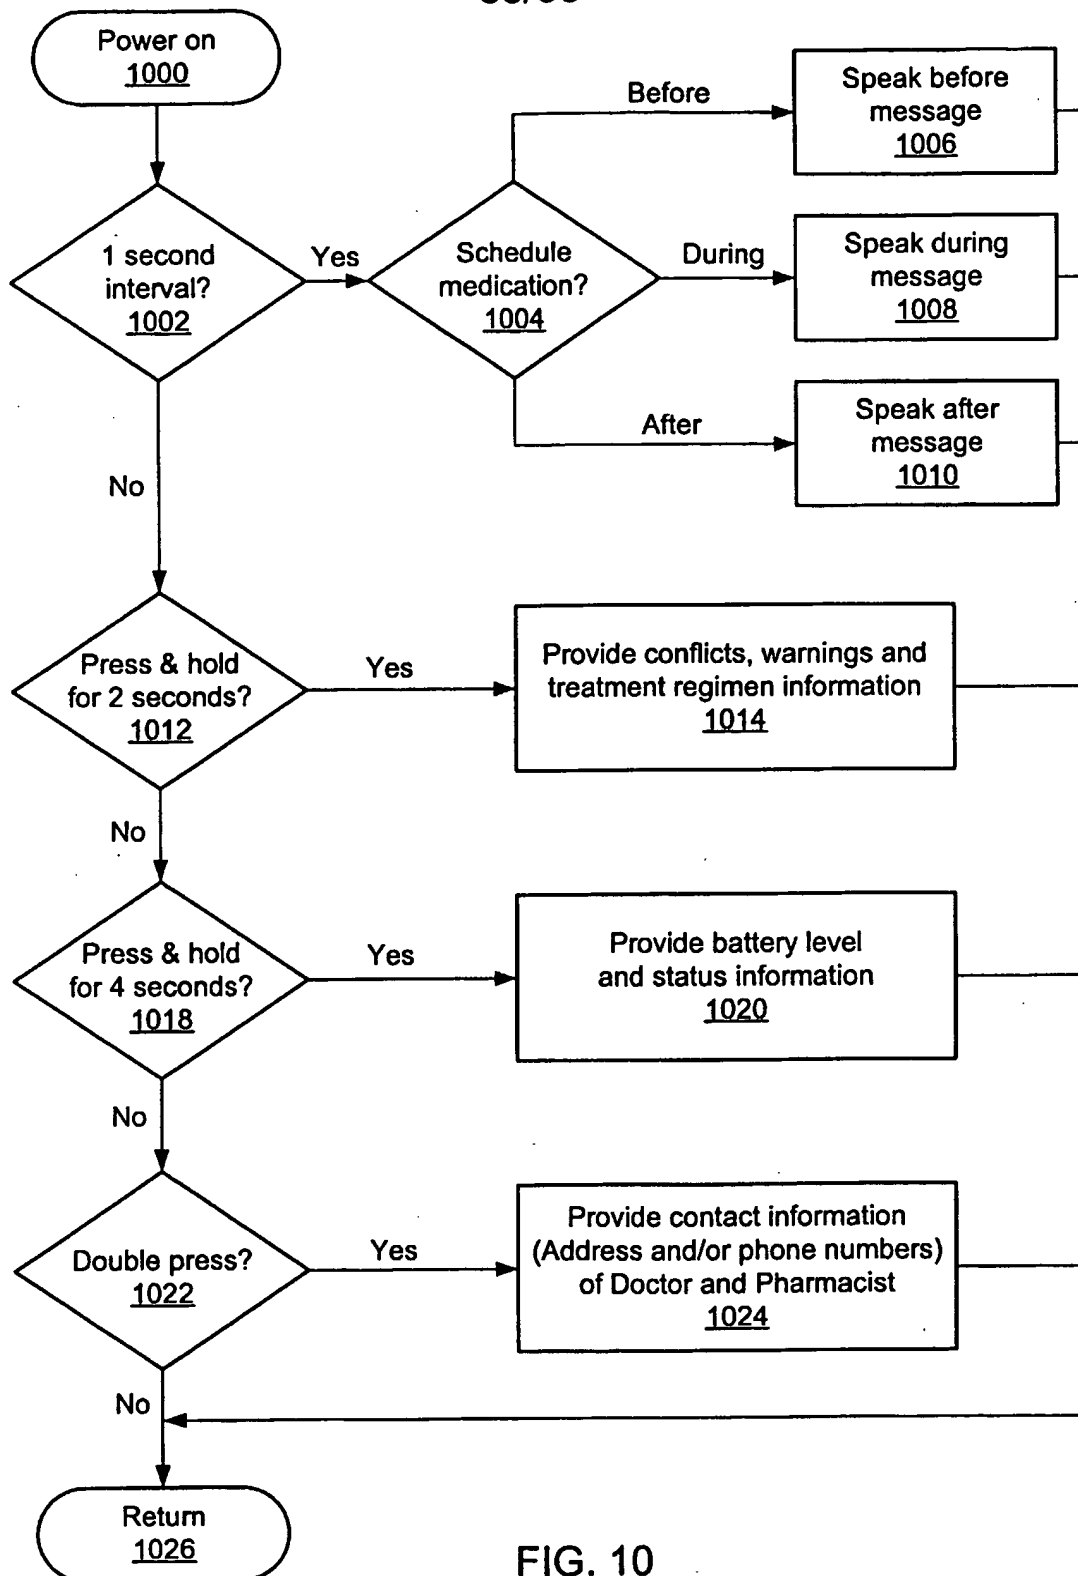 Power on
1000
Before
Speak before
message
1006
1 second
interval?
1002
Yes
Schedule
medication?
1004
During
Speak during
message
1008
After
Speak after
message
1010
No
Press & hold
for 2 seconds?
1012
Yes
Provide conflicts, warnings and
treatment regimen information
1014
No
Press & hold
for 4 seconds?
1018
Yes
Provide battery level
and status information
1020
No
Double press?
1022
Yes
Provide contact information
(Address and/or phone numbers)
of Doctor and Pharmacist
1024
No
Return
1026
FIG. 10